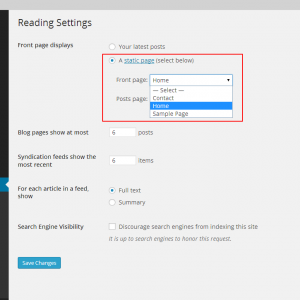 Reading Settings
Front page displays
Your latest posts
A static page (select below)
Front page: Home
— Select —
Contact
Home
Sample Page
Posts page:
Blog pages show at most 6 posts
Syndication feeds show the most recent 6 items
For each article in a feed, show
Full text
Summary
Search Engine Visibility
Discourage search engines from indexing this site
It is up to search engines to honor this request.
Save Changes